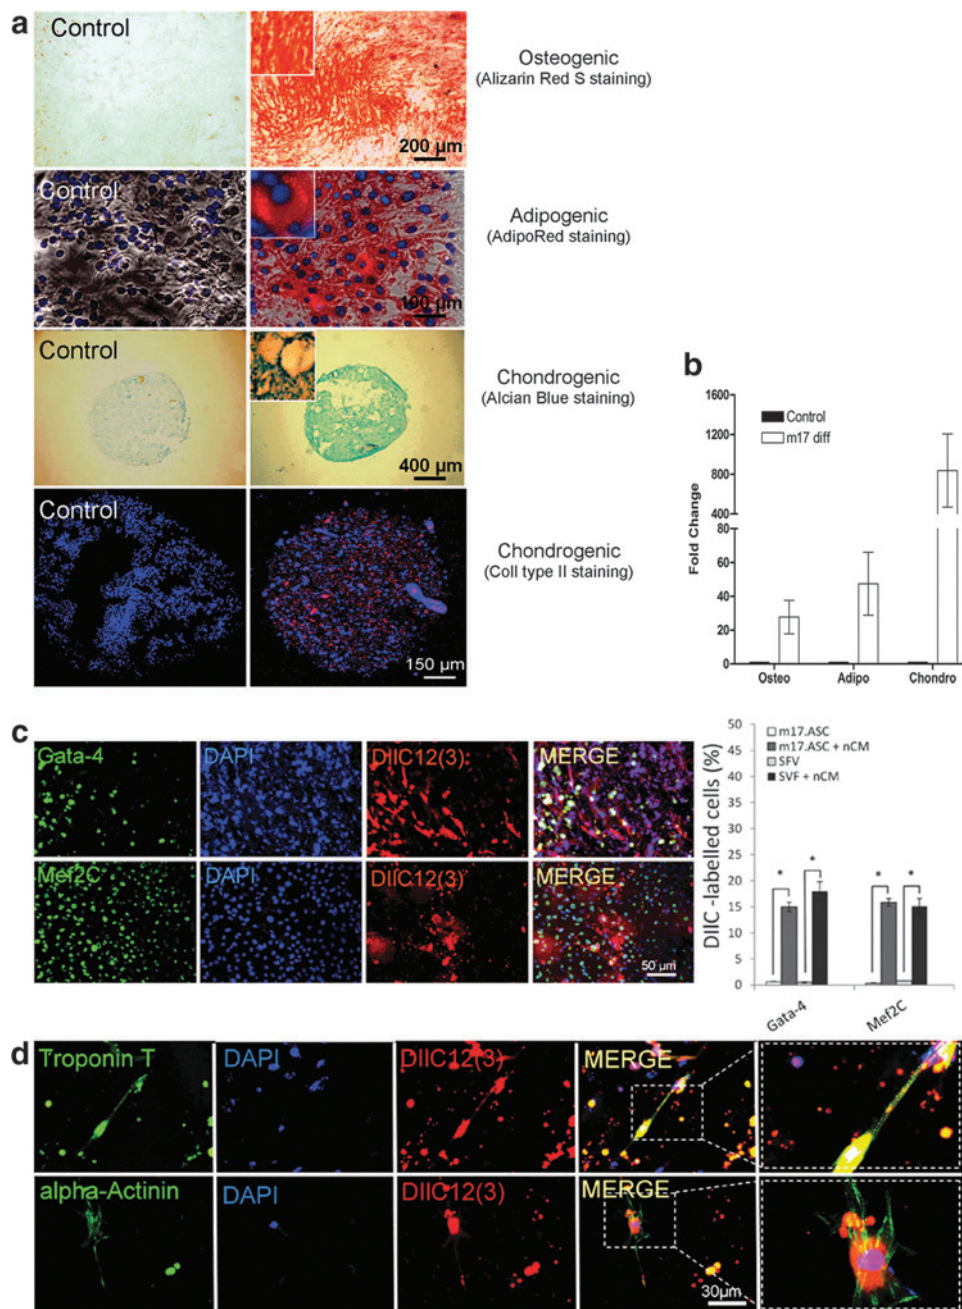 a
Control
Osteogenic
(Alizarin Red S staining)
200 µm
Control
Adipogenic
(AdipoRed staining)
100 µm
Control
Chondrogenic
(Alcian Blue staining)
400 µm
Control
Chondrogenic
(Coll type II staining)
150 µm
b
1600
1400
1200
1000
800
600
80
60
40
20
0
Fold Change
Control
m17 diff
Osteo Adipo Chondro
c
Gata-4 DAPI DIIC12(3) MERGE
Mef2C DIIC12(3) MERGE
50 µm
50
45
40
35
30
25
20
15
10
5
0
DIIC -labelled cells (%)
m17.ASC
m17.ASC + nCM
SFV
SVF + nCM
* * * *
Gata-4 Mef2C
d
Troponin T DAPI DIIC12(3) MERGE
alpha-Actinin DAPI DIIC12(3) MERGE
30µm